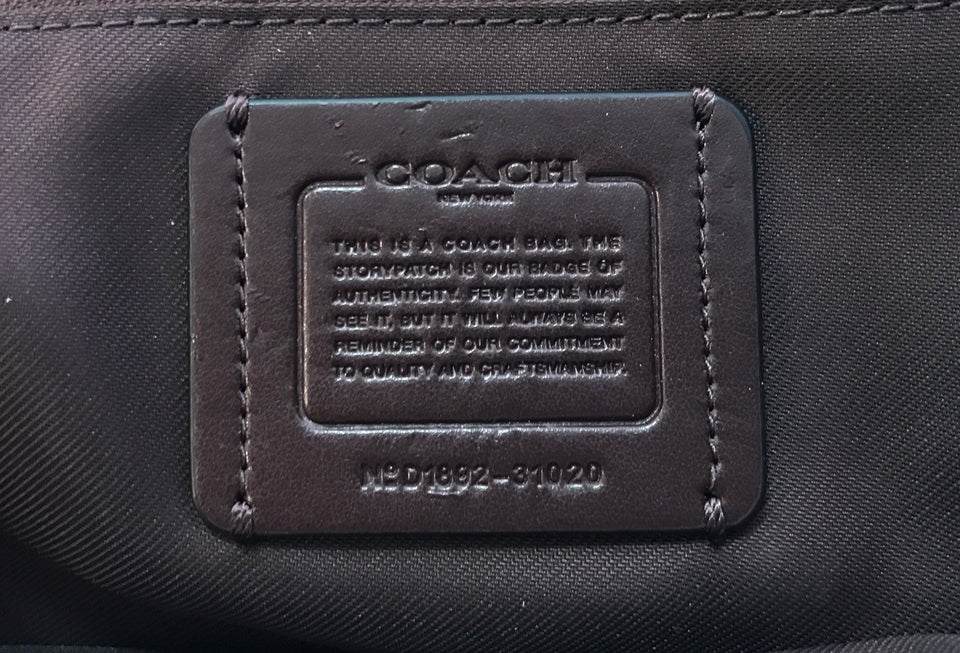 COACH
NEW YORK
THIS IS A COACH BAG. THE
STORYPATCH IS OUR BADGE OF
AUTHENTICITY. FEW PEOPLE MAY
SEE IT, BUT IT WILL ALWAYS BE A
REMINDER OF OUR COMMITMENT
TO QUALITY AND CRAFTSMANSHIP.
Nº D1892-31020